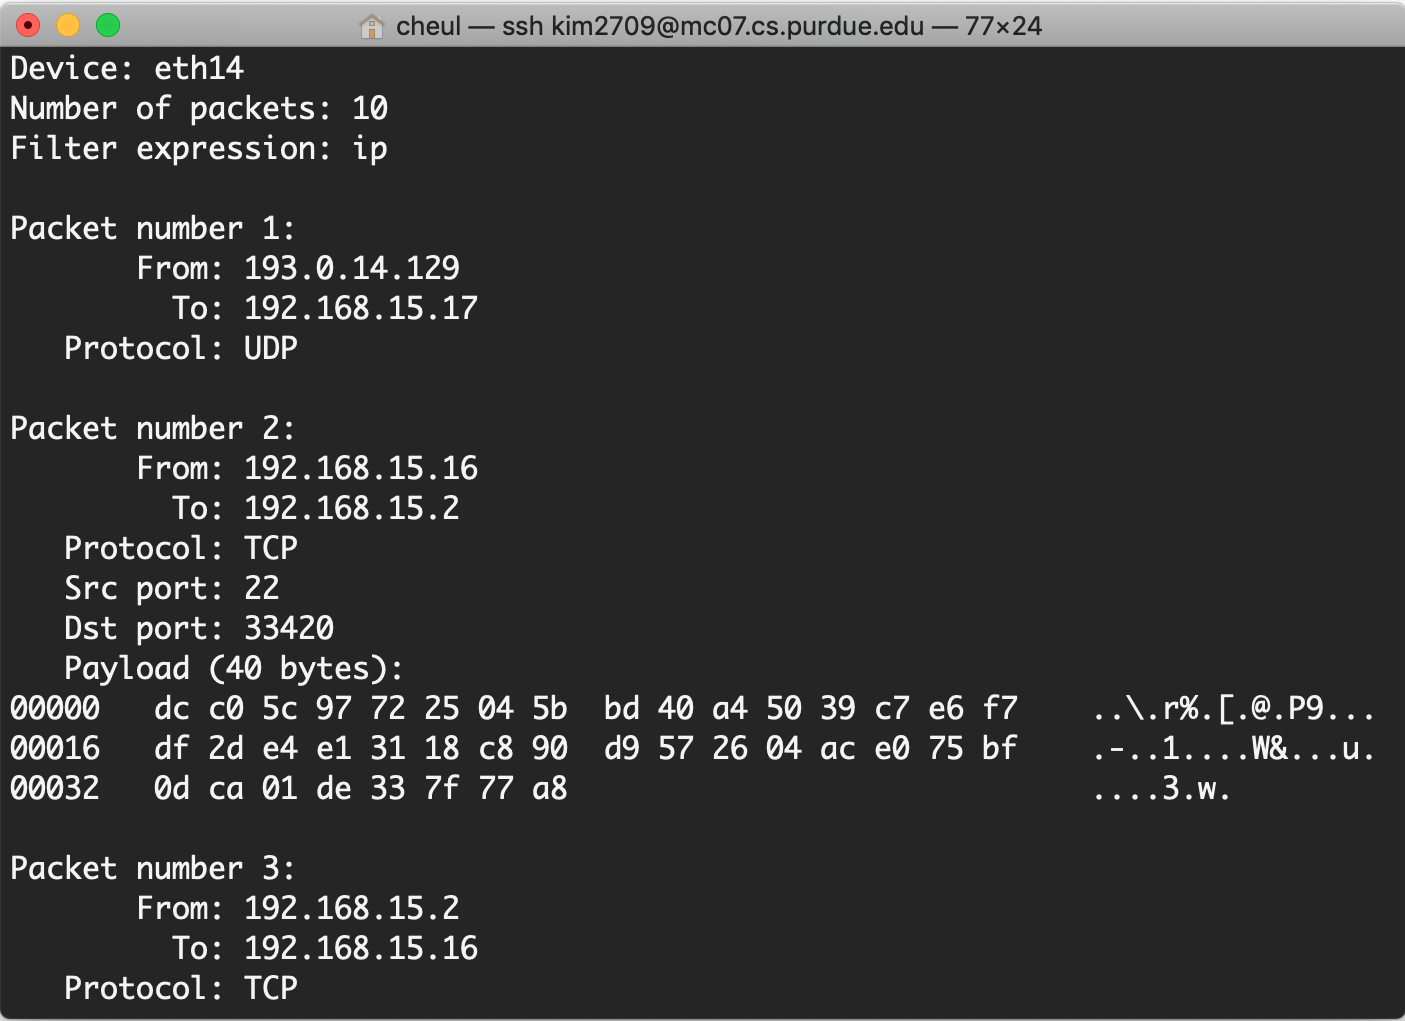 cheul — ssh kim2709@mc07.cs.purdue.edu — 77×24
Device: eth14
Number of packets: 10
Filter expression: ip
Packet number 1:
From: 193.0.14.129
To: 192.168.15.17
Protocol: UDP
Packet number 2:
From: 192.168.15.16
To: 192.168.15.2
Protocol: TCP
Src port: 22
Dst port: 33420
Payload (40 bytes):
00000   dc c0 5c 97 72 25 04 5b  bd 40 a4 50 39 c7 e6 f7    ..\.r%.[.@.P9...
00016   df 2d e4 e1 31 18 c8 90  d9 57 26 04 ac e0 75 bf    .-..1....W&...u.
00032   0d ca 01 de 33 7f 77 a8                             ....3.w.
Packet number 3:
From: 192.168.15.2
To: 192.168.15.16
Protocol: TCP